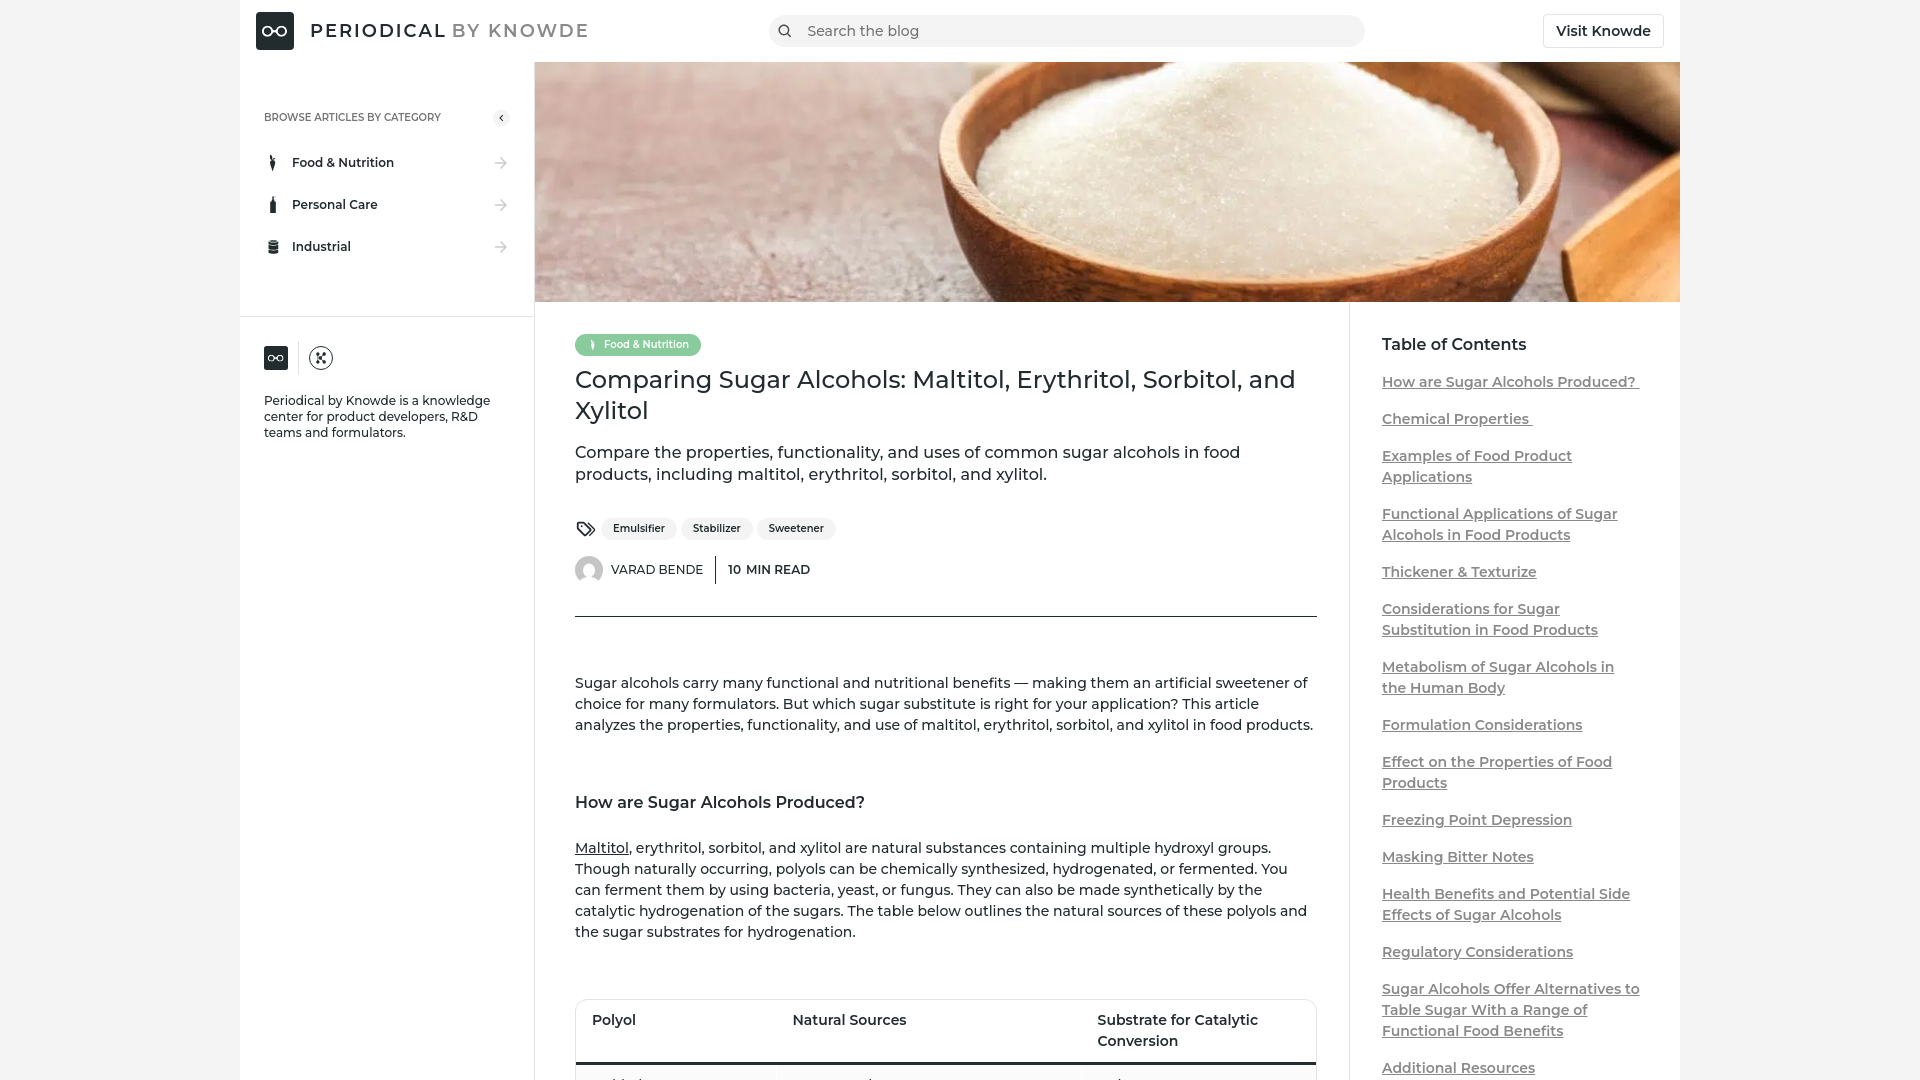 PERIODICAL BY KNOWDE
Search the blog
Visit Knowde
BROWSE ARTICLES BY CATEGORY
Food & Nutrition
Personal Care
Industrial
Periodical by Knowde is a knowledge
center for product developers, R&D
teams and formulators.
Food & Nutrition
Comparing Sugar Alcohols: Maltitol, Erythritol, Sorbitol, and
Xylitol
Compare the properties, functionality, and uses of common sugar alcohols in food
products, including maltitol, erythritol, sorbitol, and xylitol.
Emulsifier
Stabilizer
Sweetener
VARAD BENDE
10 MIN READ
Sugar alcohols carry many functional and nutritional benefits — making them an artificial sweetener of
choice for many formulators. But which sugar substitute is right for your application? This article
analyzes the properties, functionality, and use of maltitol, erythritol, sorbitol, and xylitol in food products.
How are Sugar Alcohols Produced?
Maltitol, erythritol, sorbitol, and xylitol are natural substances containing multiple hydroxyl groups.
Though naturally occurring, polyols can be chemically synthesized, hydrogenated, or fermented. You
can ferment them by using bacteria, yeast, or fungus. They can also be made synthetically by the
catalytic hydrogenation of the sugars. The table below outlines the natural sources of these polyols and
the sugar substrates for hydrogenation.
Polyol
Natural Sources
Substrate for Catalytic
Conversion
Table of Contents
How are Sugar Alcohols Produced?
Chemical Properties
Examples of Food Product
Applications
Functional Applications of Sugar
Alcohols in Food Products
Thickener & Texturize
Considerations for Sugar
Substitution in Food Products
Metabolism of Sugar Alcohols in
the Human Body
Formulation Considerations
Effect on the Properties of Food
Products
Freezing Point Depression
Masking Bitter Notes
Health Benefits and Potential Side
Effects of Sugar Alcohols
Regulatory Considerations
Sugar Alcohols Offer Alternatives to
Table Sugar With a Range of
Functional Food Benefits
Additional Resources